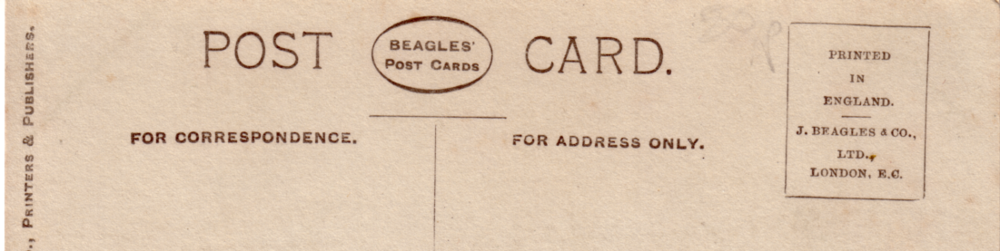 POST CARD.
BEAGLES'
POST CARDS
PRINTED
IN
ENGLAND.
J. BEAGLES & CO.,
LTD.,
LONDON, E.C.
FOR CORRESPONDENCE.
FOR ADDRESS ONLY.
., PRINTERS & PUBLISHERS.